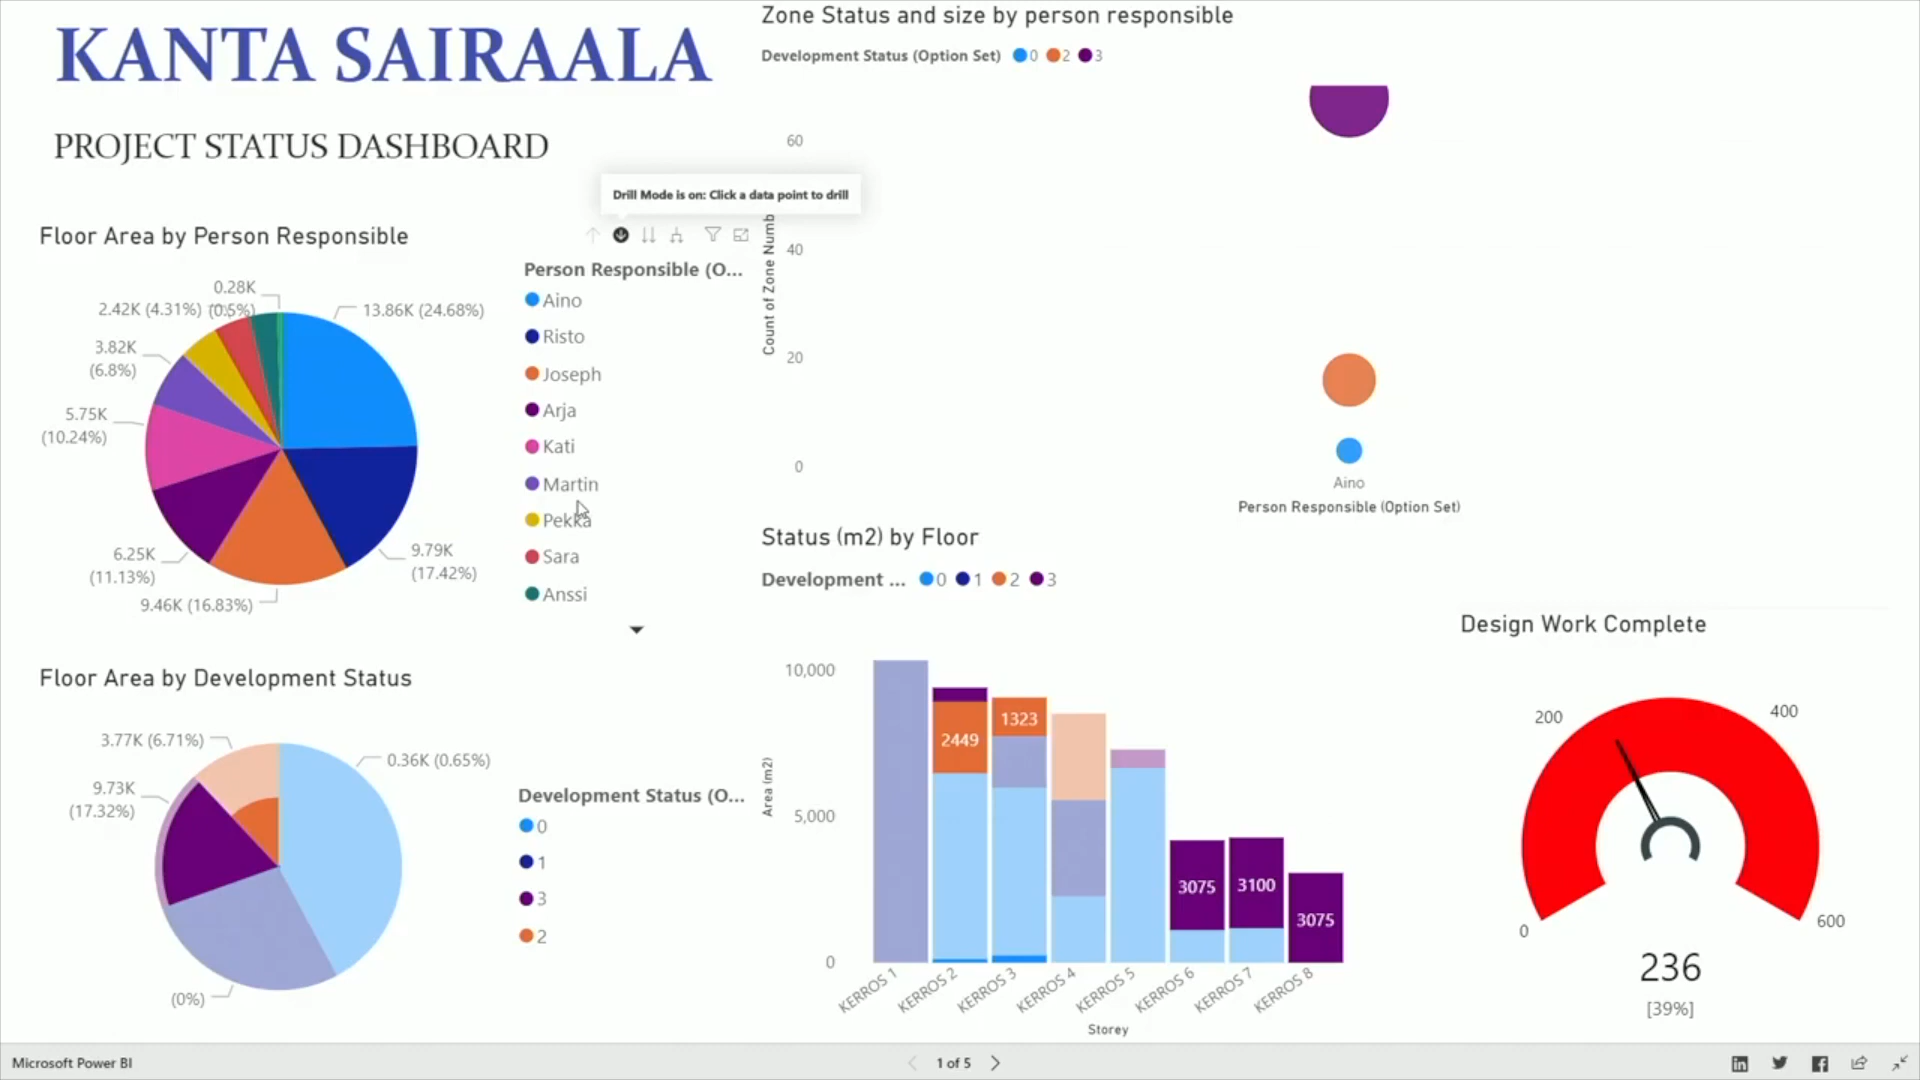 KANTA SAIRAALA
PROJECT STATUS DASHBOARD
Zone Status and size by person responsible
Development Status (Option Set) 0 2 3
Drill Mode is on: Click a data point to drill
Count of Zone Numb
60
40
20
0
Aino
Person Responsible (Option Set)
Floor Area by Person Responsible
0.28K
(0.5%)
2.42K (4.31%)
13.86K (24.68%)
3.82K
(6.8%)
5.75K
(10.24%)
6.25K
(11.13%)
9.46K (16.83%)
9.79K
(17.42%)
Person Responsible (O...
Aino
Risto
Joseph
Arja
Kati
Martin
Pekka
Sara
Anssi
Status (m2) by Floor
Development ... 0 1 2 3
Area (m2)
10,000
5,000
0
2449
1323
3075
3100
3075
KERROS 1
KERROS 2
KERROS 3
KERROS 4
KERROS 5
KERROS 6
KERROS 7
KERROS 8
Storey
Floor Area by Development Status
3.77K (6.71%)
0.36K (0.65%)
9.73K
(17.32%)
(0%)
Development Status (O...
0
1
3
2
Design Work Complete
200
400
0
600
236
[39%]
Microsoft Power BI
1 of 5